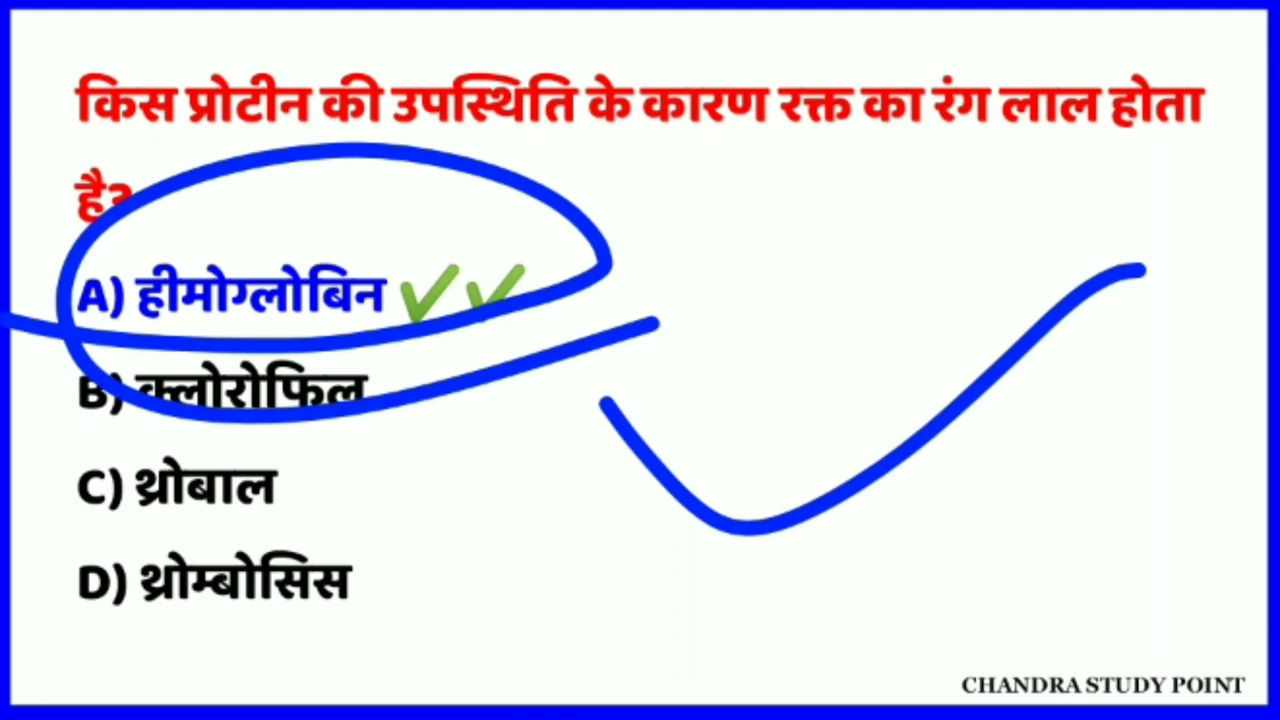 किस प्रोटीन की उपस्थिति के कारण रक्त का रंग लाल होता
है?
A) हीमोग्लोबिन ✔✔
B) क्लोरोफिल
C) थ्रोबाल
D) थ्रोम्बोसिस
CHANDRA STUDY POINT